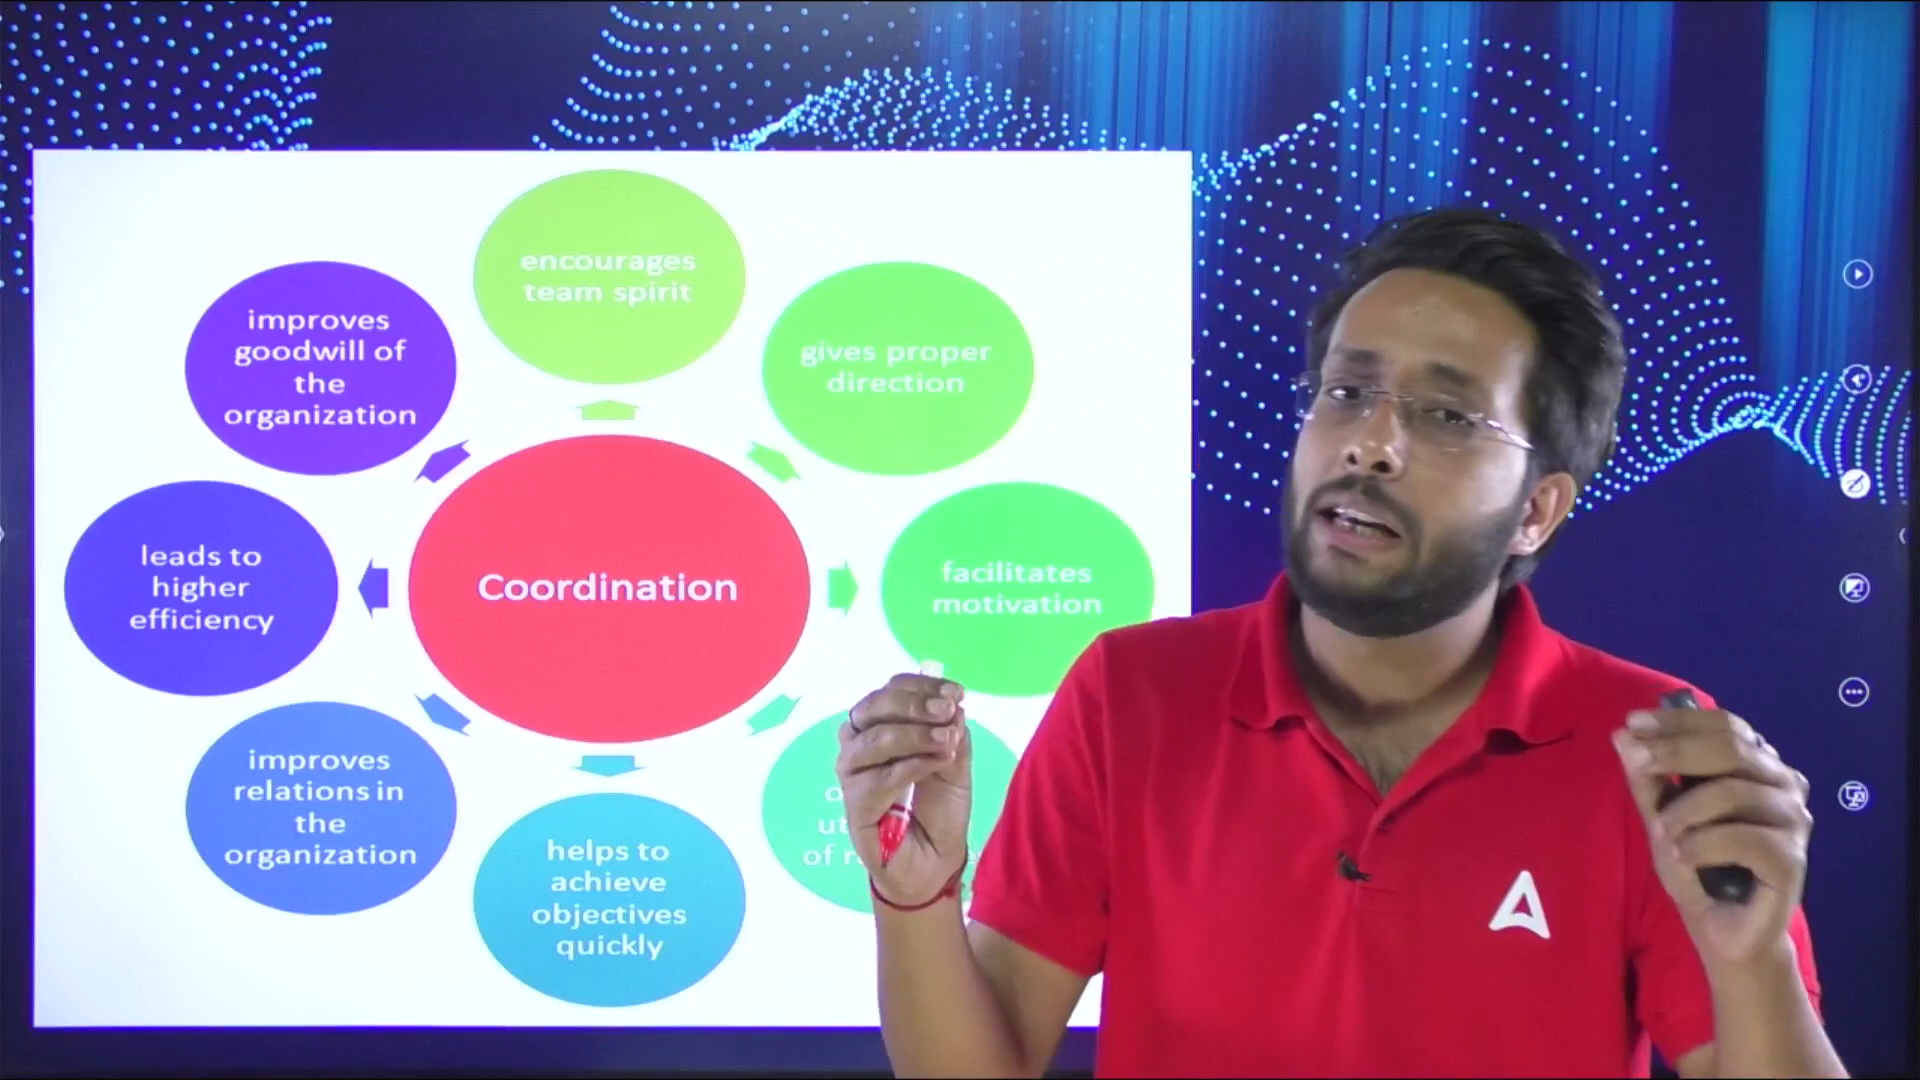 encourages
team spirit
gives proper
direction
facilitates
motivation
of
helps to
achieve
objectives
quickly
improves
relations in
the
organization
leads to
higher
efficiency
improves
goodwill of
the
organization
Coordination